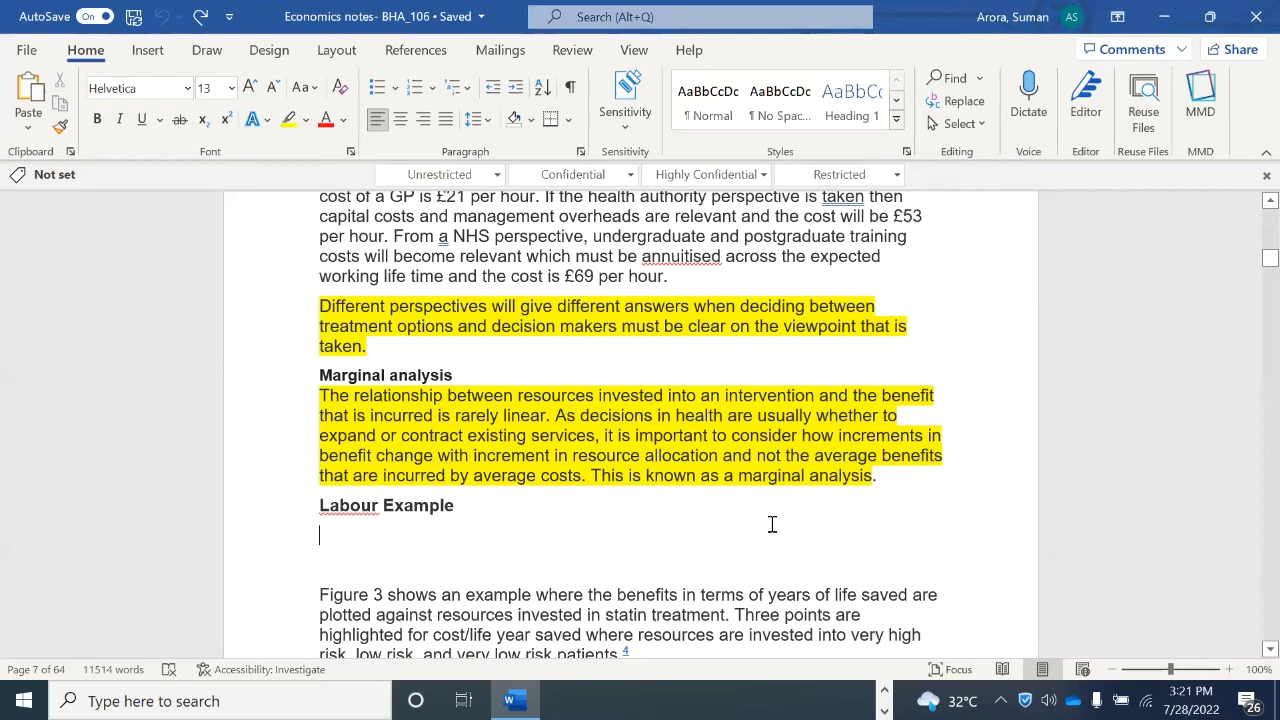 AutoSave On Economics notes- BHA_106 • Saved Search (Alt+Q) Arora, Suman AS
File Home Insert Draw Design Layout References Mailings Review View Help Comments Share
Helvetica 13 Aa
AaBbCcDc AaBbCcDc AaBbCc
Find
Replace
Select
Paste
B I U ab x₂ x² A A
¶ Normal ¶ No Spac... Heading 1
Sensitivity
Dictate Editor Reuse Files MMD
Clipboard Font Paragraph Sensitivity Styles Editing Voice Editor Reuse Files MMD
Not set Unrestricted Confidential Highly Confidential Restricted
cost of a GP is £21 per hour. If the health authority perspective is taken then
capital costs and management overheads are relevant and the cost will be £53
per hour. From a NHS perspective, undergraduate and postgraduate training
costs will become relevant which must be annuitised across the expected
working life time and the cost is £69 per hour.
Different perspectives will give different answers when deciding between
treatment options and decision makers must be clear on the viewpoint that is
taken.
Marginal analysis
The relationship between resources invested into an intervention and the benefit
that is incurred is rarely linear. As decisions in health are usually whether to
expand or contract existing services, it is important to consider how increments in
benefit change with increment in resource allocation and not the average benefits
that are incurred by average costs. This is known as a marginal analysis.
Labour Example
Figure 3 shows an example where the benefits in terms of years of life saved are
plotted against resources invested in statin treatment. Three points are
highlighted for cost/life year saved where resources are invested into very high
risk, low risk, and very low risk patients. 4
Page 7 of 64 11514 words Accessibility: Investigate Focus 100%
Type here to search 32°C 3:21 PM
7/28/2022 26